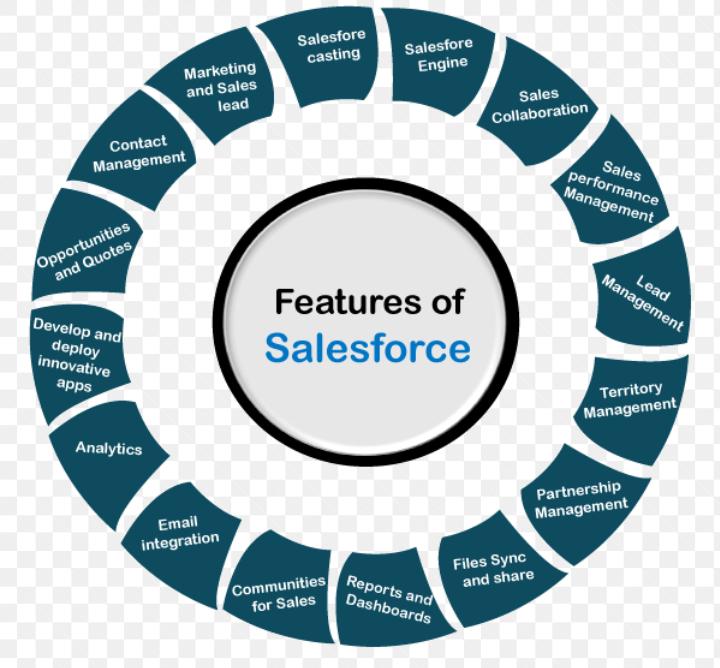 Features of
Salesforce
Salesfore
casting
Salesfore
Engine
Sales
Collaboration
Sales
performance
Management
Lead
Management
Territory
Management
Partnership
Management
Files Sync
and share
Reports and
Dashboards
Communities
for Sales
Email
integration
Analytics
Develop and
deploy
innovative
apps
Opportunities
and Quotes
Contact
Management
Marketing
and Sales
lead